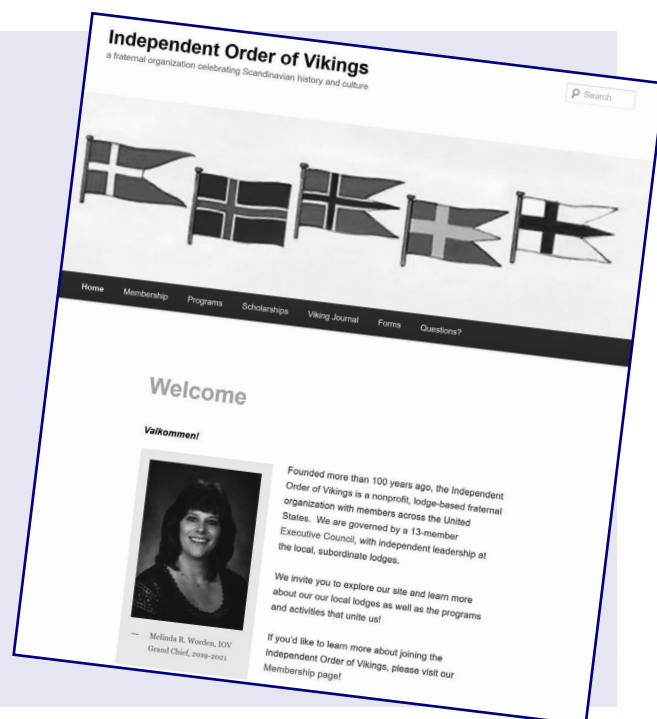 Independent Order of Vikings
a fraternal organization celebrating Scandinavian history and culture
Search
Home Membership Programs Scholarships Viking Journal Forms Questions?
Welcome
Valkommen!
Founded more than 100 years ago, the Independent
Order of Vikings is a nonprofit, lodge-based fraternal
organization with members across the United
States. We are governed by a 13-member
Executive Council, with independent leadership at
the local, subordinate lodges.
We invite you to explore our site and learn more
about our our local lodges as well as the programs
and activities that unite us!
If you'd like to learn more about joining the
Independent Order of Vikings, please visit our
Membership page!
— Melinda R. Worden, IOV
Grand Chief, 2019-2021